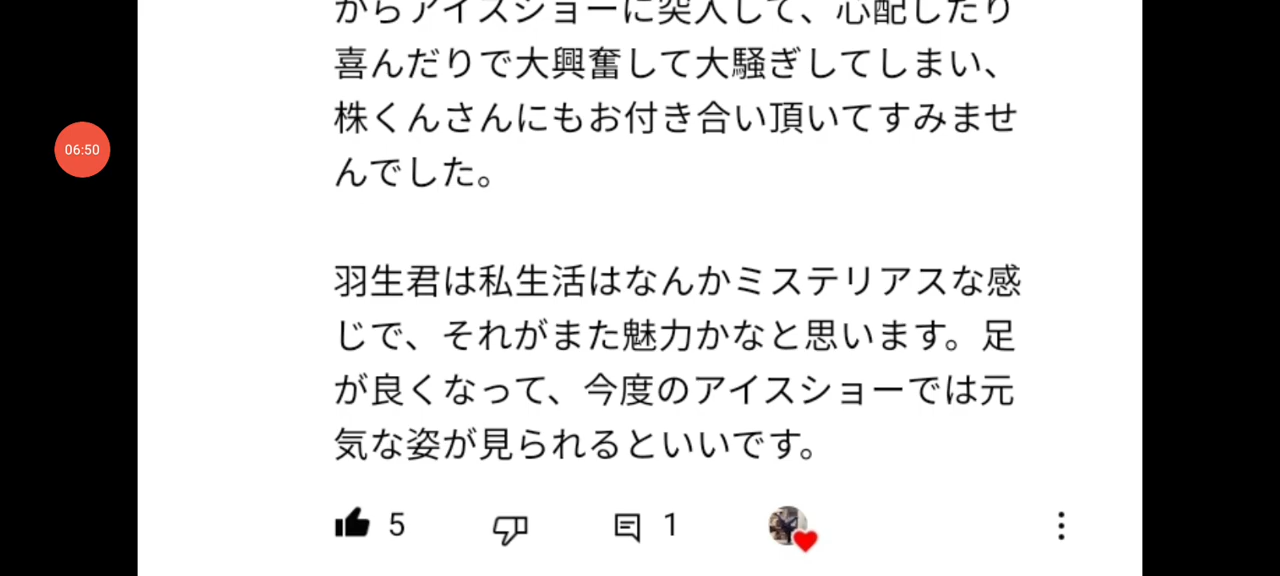 からアイスショーに突入して、心配したり
喜んだりで大興奮して大騒ぎしてしまい、
株くんさんにもお付き合い頂いてすみませ
んでした。
06:50
羽生君は私生活はなんかミステリアスな感
じで、それがまた魅力かなと思います。足
が良くなって、今度のアイスショーでは元
気な姿が見られるといいです。
5 1